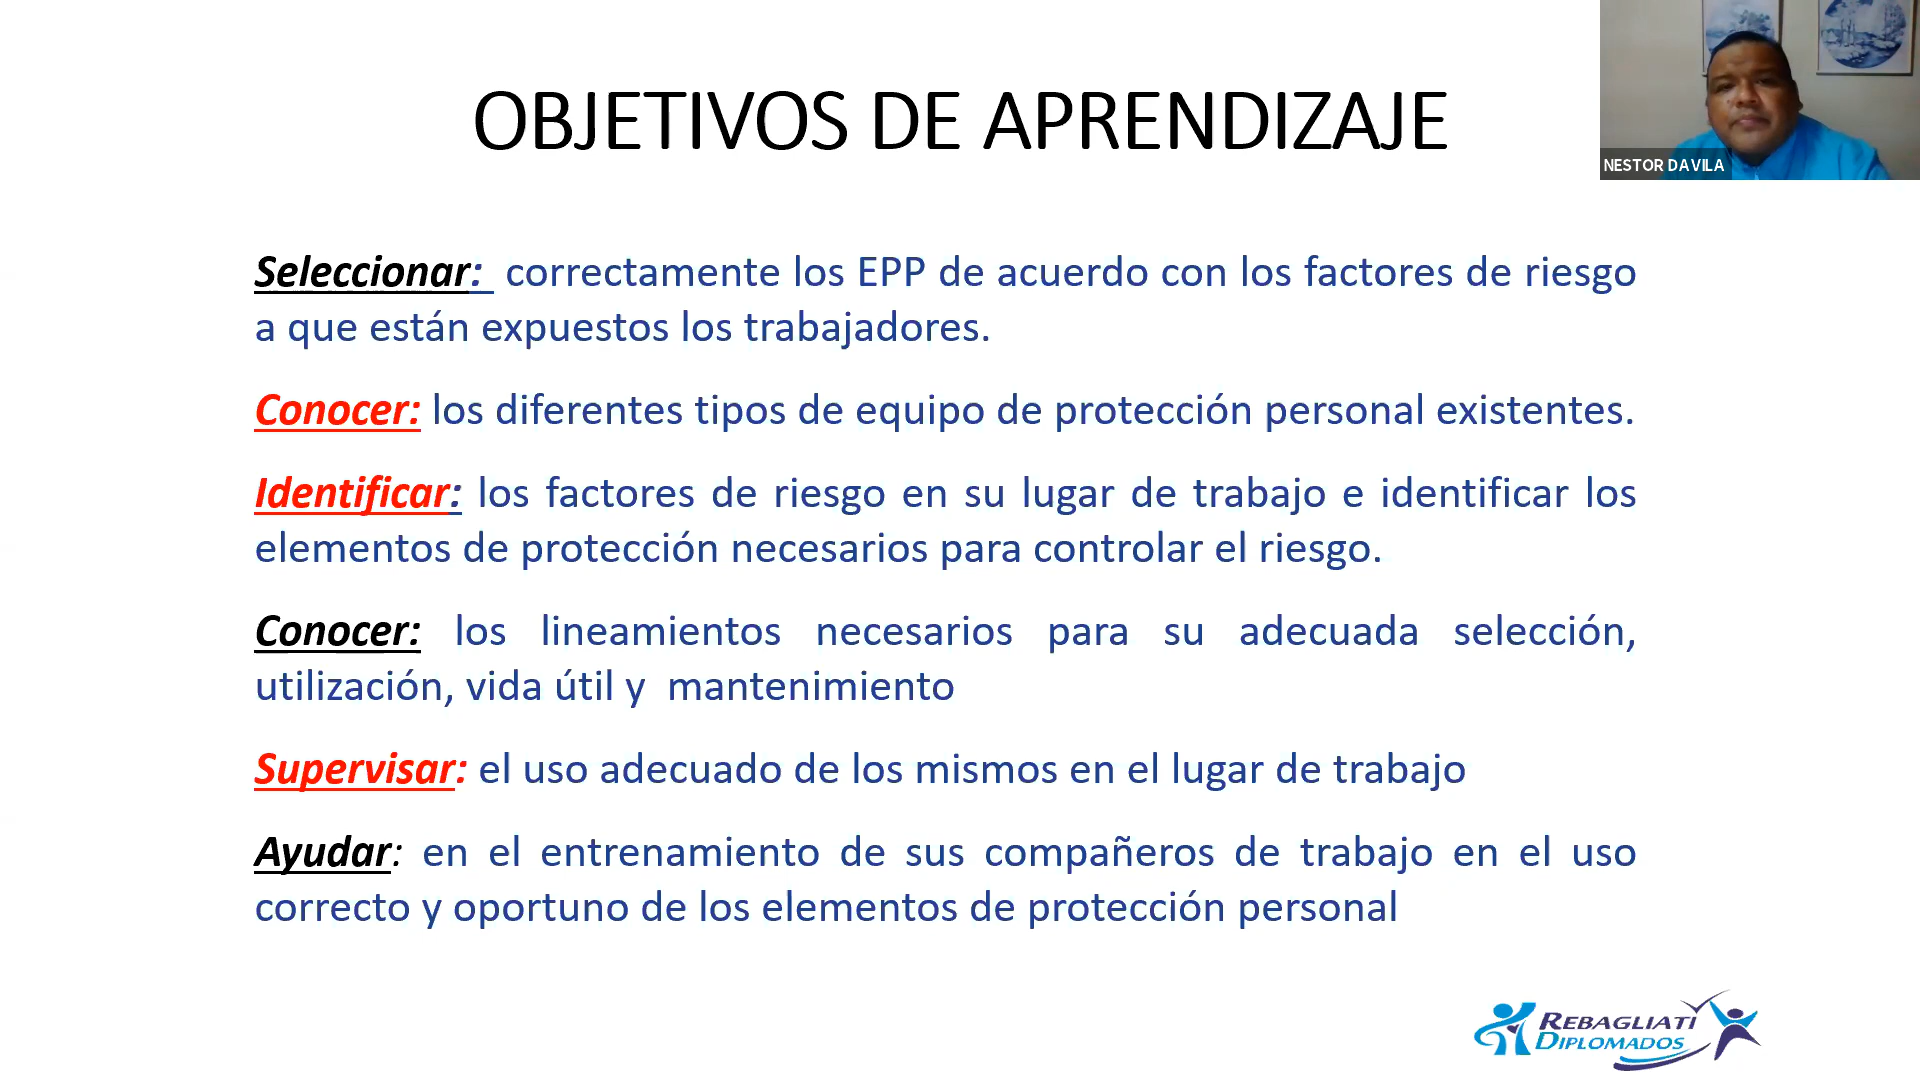 OBJETIVOS DE APRENDIZAJE
NESTOR DAVILA
Seleccionar: correctamente los EPP de acuerdo con los factores de riesgo
a que están expuestos los trabajadores.
Conocer: los diferentes tipos de equipo de protección personal existentes.
Identificar: los factores de riesgo en su lugar de trabajo e identificar los
elementos de protección necesarios para controlar el riesgo.
Conocer: los lineamientos necesarios para su adecuada selección,
utilización, vida útil y mantenimiento
Supervisar: el uso adecuado de los mismos en el lugar de trabajo
Ayudar: en el entrenamiento de sus compañeros de trabajo en el uso
correcto y oportuno de los elementos de protección personal
REBAGLIATI
DIPLOMADOS